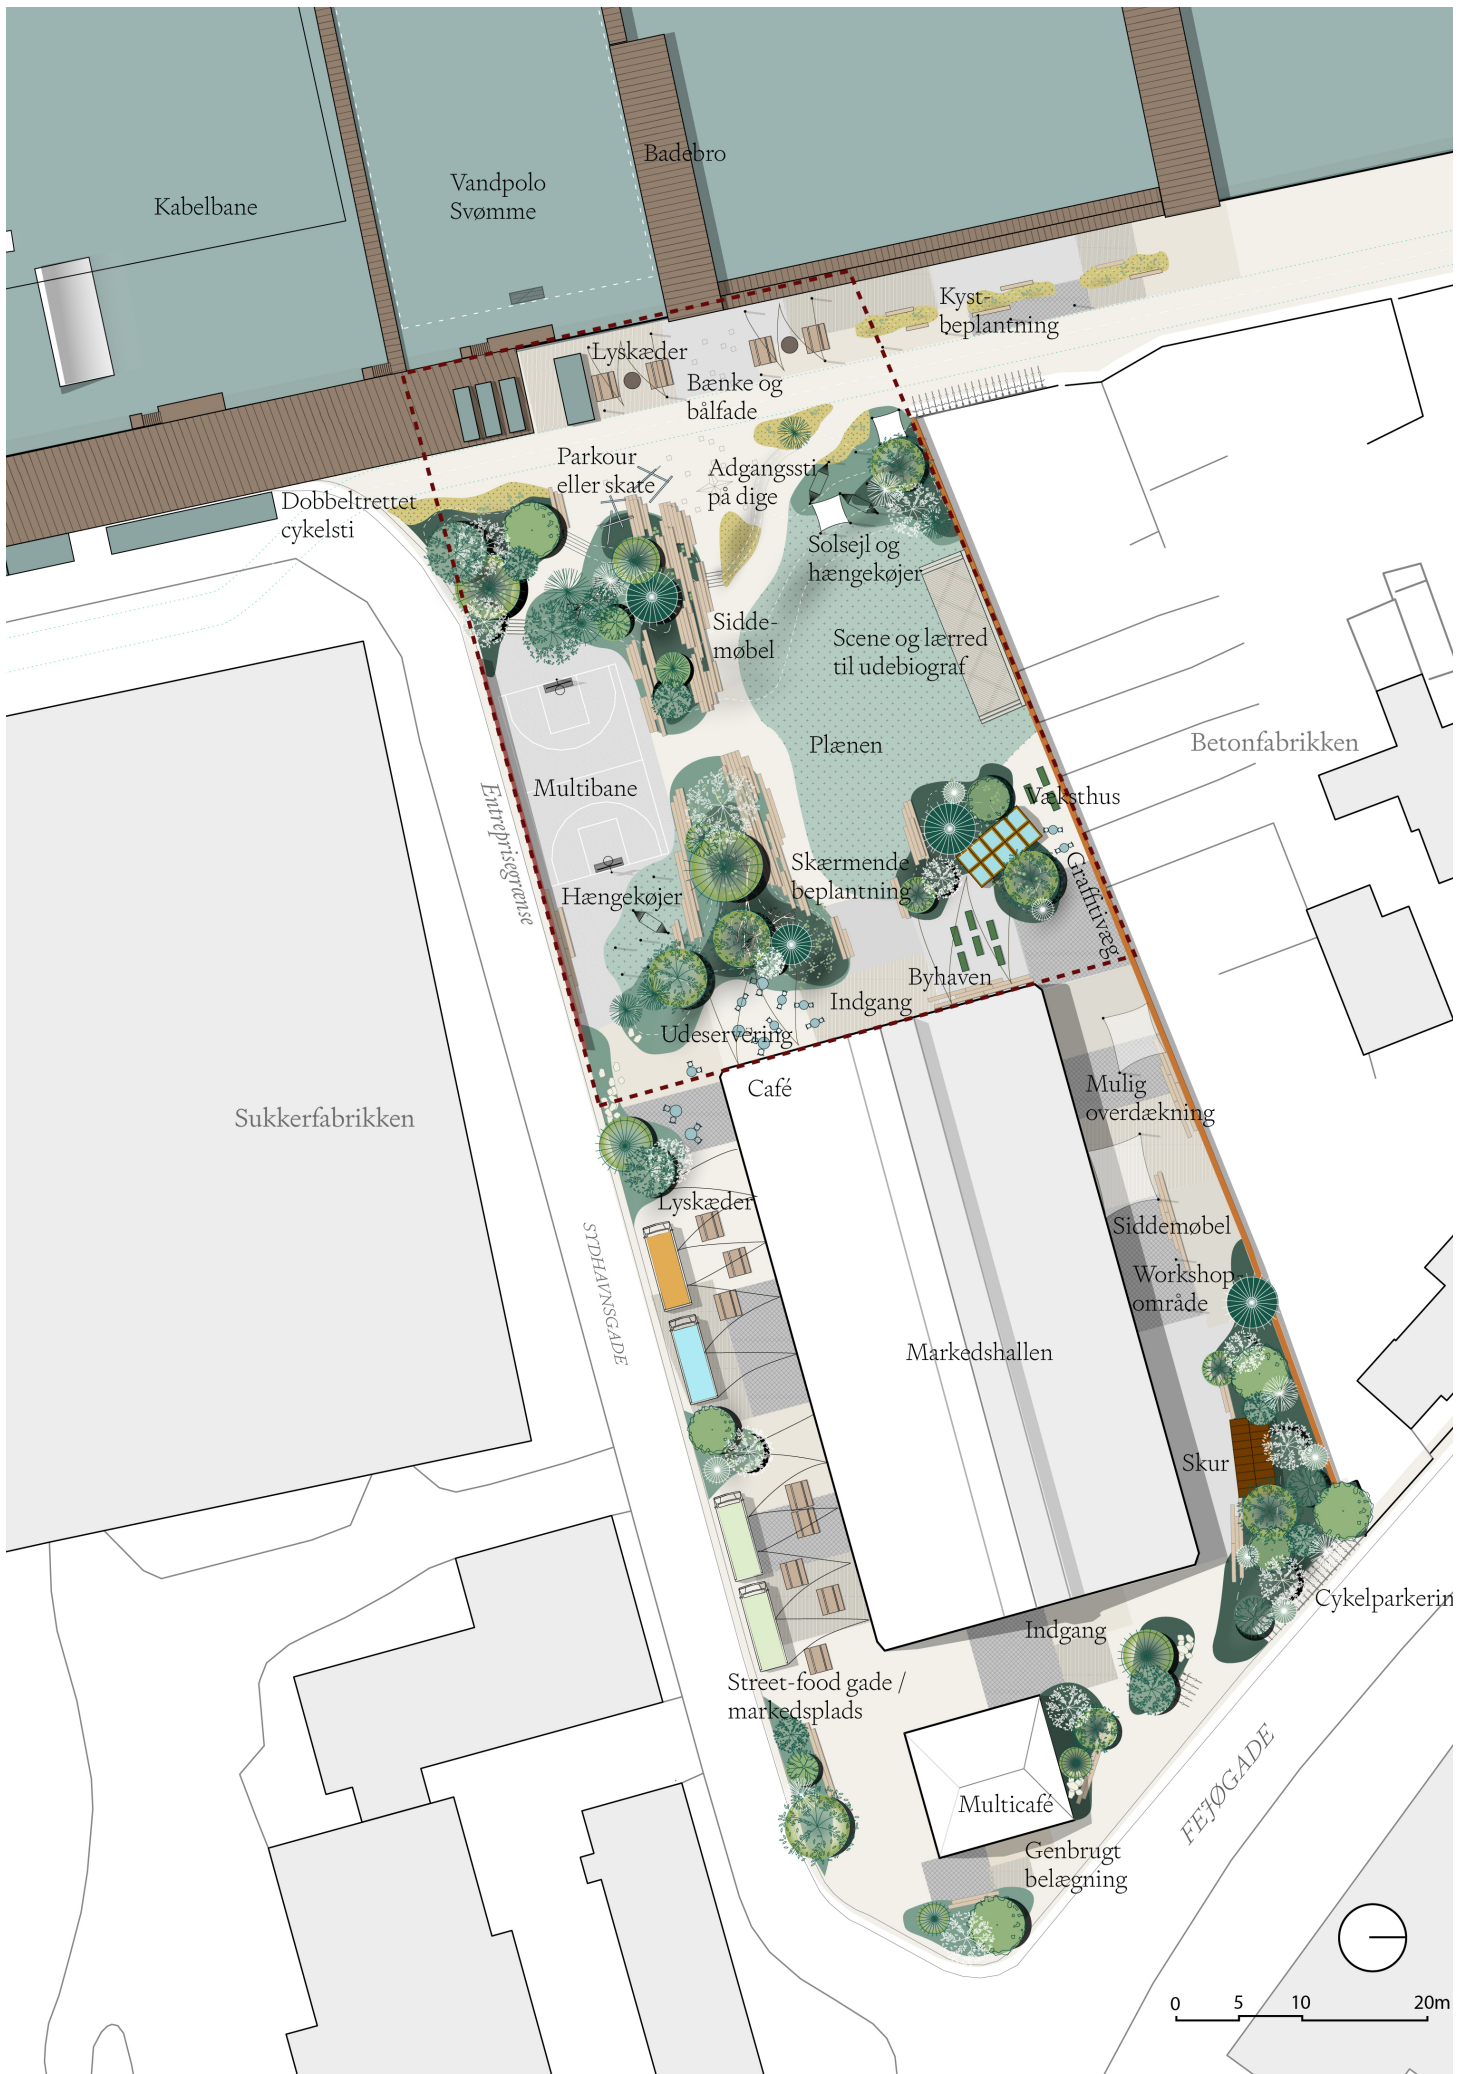 Badebro
Vandpolo
Svømme
Kabelbane
Kyst-
beplantning
Lyskæder
Bænke og
bålfade
Parkour
eller skate
Adgangssti
på dige
Dobbeltrettet
cykelsti
Solsejl og
hængekøjer
Sidde-
møbel
Scene og lærred
til udebiograf
Plænen
Betonfabrikken
Multibane
Entreprisegrænse
Væksthus
Skærmende
beplantning
Graffitivæg
Hængekøjer
Byhaven
Indgang
Udeservering
Café
Mulig
overdækning
Sukkerfabrikken
Lyskæder
Siddemøbel
SYDHAVNSGADE
Workshop-
område
Markedshallen
Skur
Cykelparkerin
Indgang
Street-food gade /
markedsplads
Multicafé
FEJØGADE
Genbrugt
belægning
0 5 10 20m